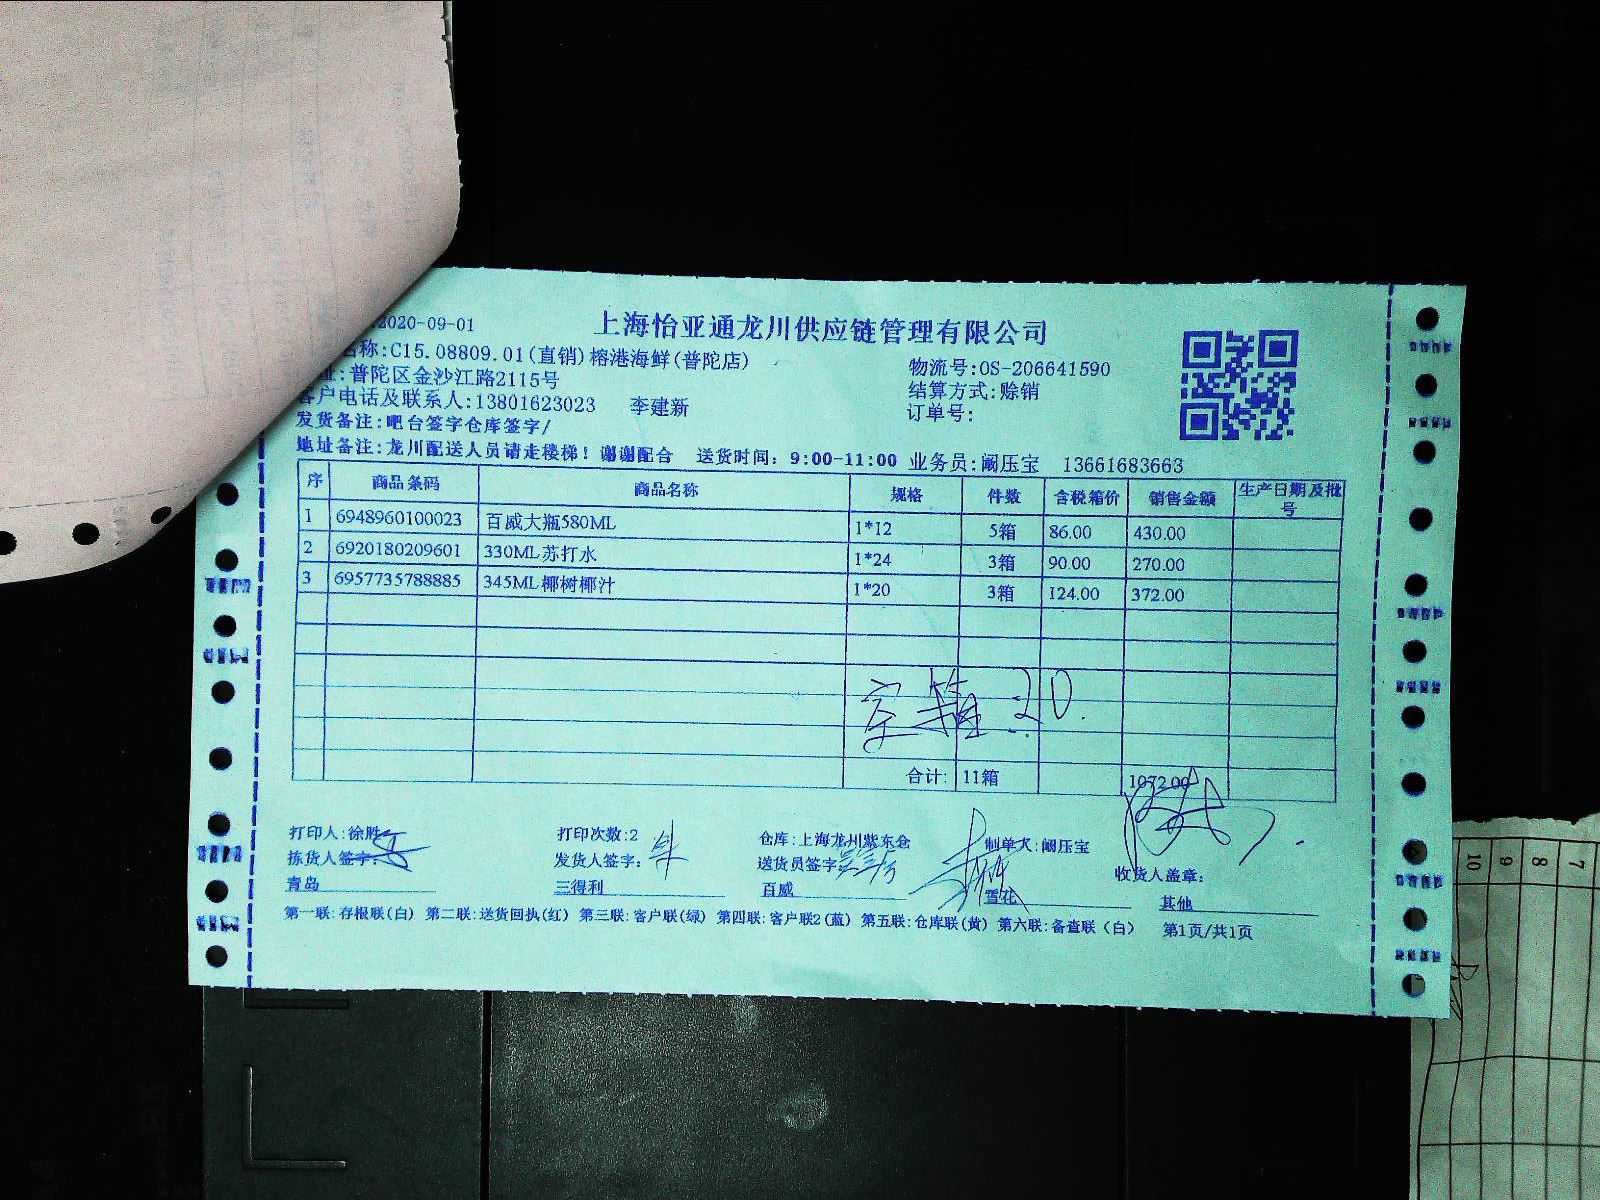 2020-09-01
上海怡亚通龙川供应链管理有限公司
名称:C15.08809.01(直销)榕港海鲜(普陀店)
物流号:OS-206641590
址:普陀区金沙江路2115号
结算方式:赊销
客户电话及联系人:13801623023 李建新
订单号:
发货备注:吧台签字仓库签字/
地址备注:龙川配送人员请走楼梯！谢谢配合 送货时间：9:00-11:00 业务员:阚压宝 13661683663
序 商品条码 商品名称 规格 件数 含税箱价 销售金额 生产日期及批号
1 6948960100023 百威大瓶580ML 1*12 5箱 86.00 430.00
2 6920180209601 330ML苏打水 1*24 3箱 90.00 270.00
3 6957735788885 345ML椰树椰汁 1*20 3箱 124.00 372.00
空箱:20.
合计: 11箱 1072.00
打印人:徐胜 打印次数:2 仓库:上海龙川紫东仓 制单人:阚压宝
拣货人签字: 发货人签字: 送货员签字: 收货人盖章:
青岛 三得利 百威 雪花 其他
第一联:存根联(白) 第二联:送货回执(红) 第三联:客户联(绿) 第四联:客户联2(蓝) 第五联:仓库联(黄) 第六联:备查联（白） 第1页/共1页
10
9
8
7